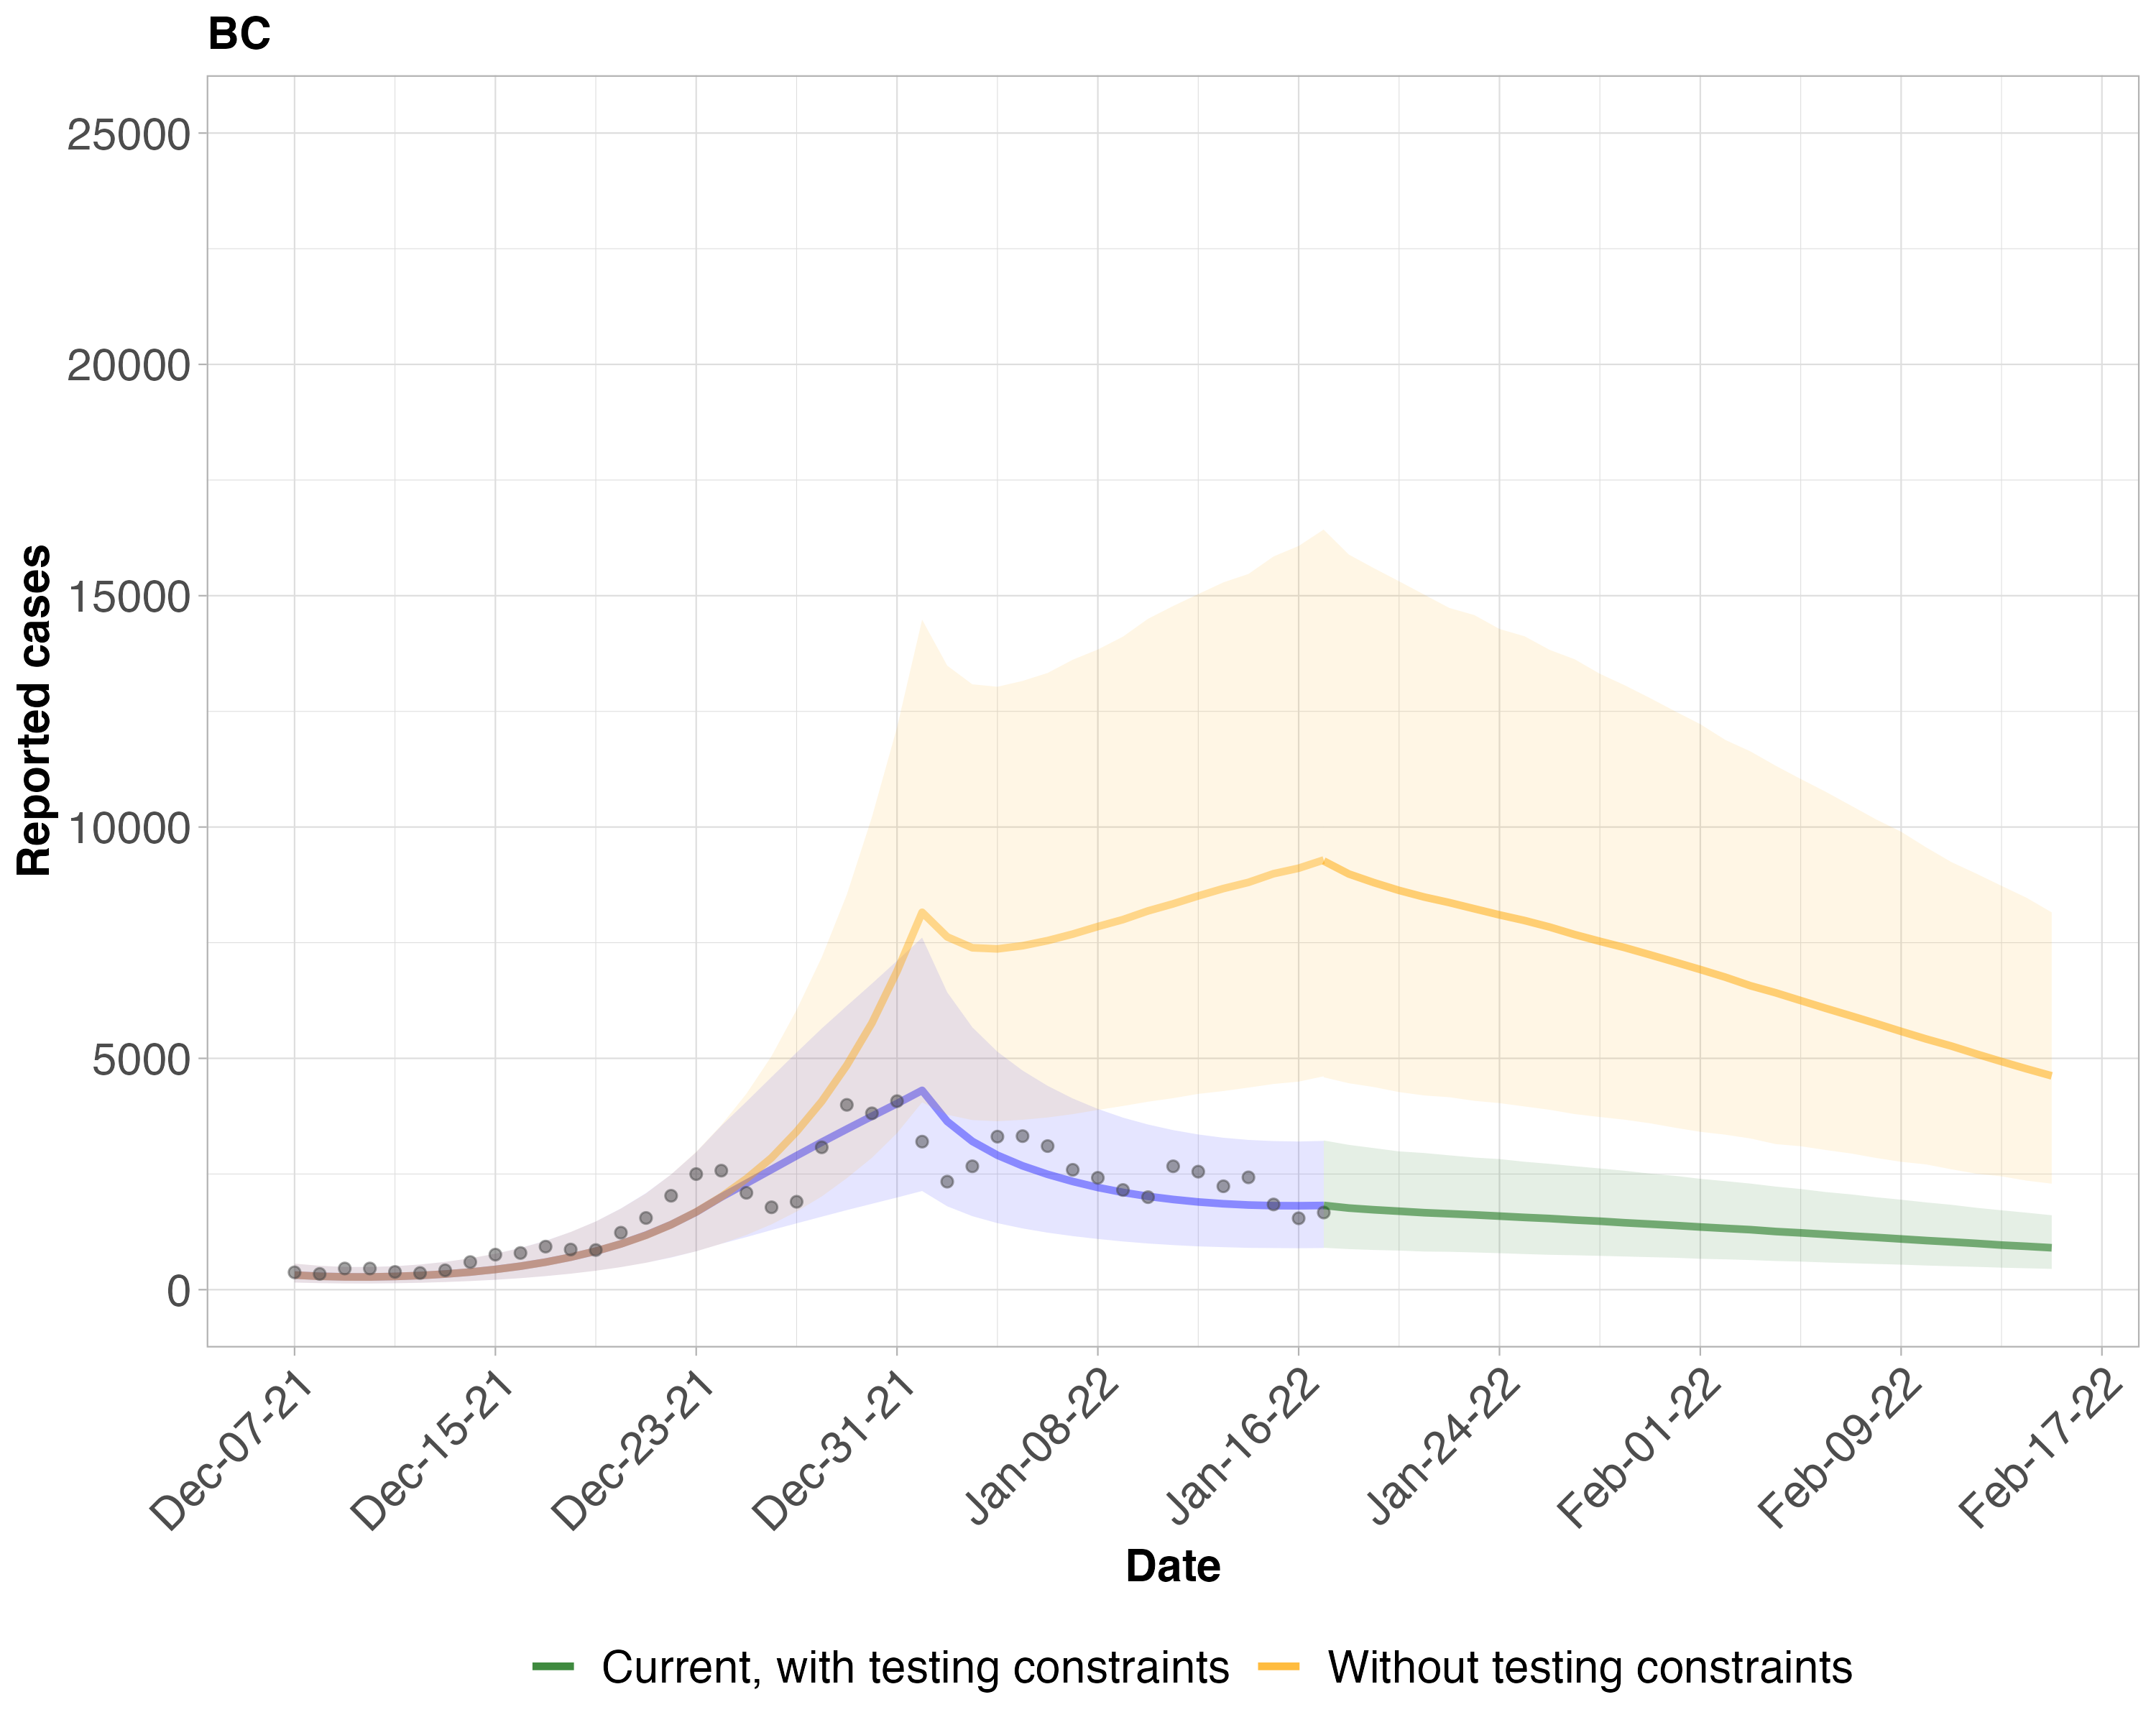 BC
25000
20000
15000
10000
5000
0
Reported cases
Dec-07-21
Dec-15-21
Dec-23-21
Dec-31-21
Jan-08-22
Jan-16-22
Jan-24-22
Feb-01-22
Feb-09-22
Feb-17-22
Date
Current, with testing constraints
Without testing constraints